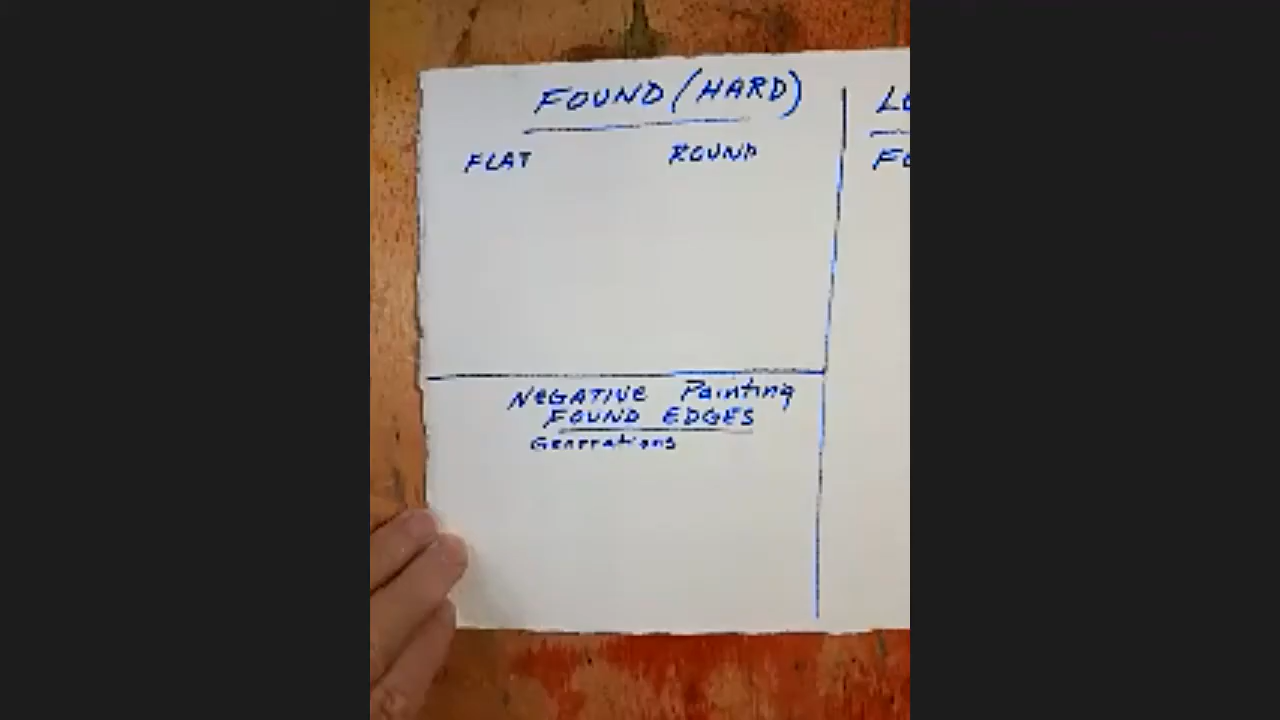 FOUND (HARD)
FLAT ROUND
NEGATIVE Painting
FOUND EDGES
Generations